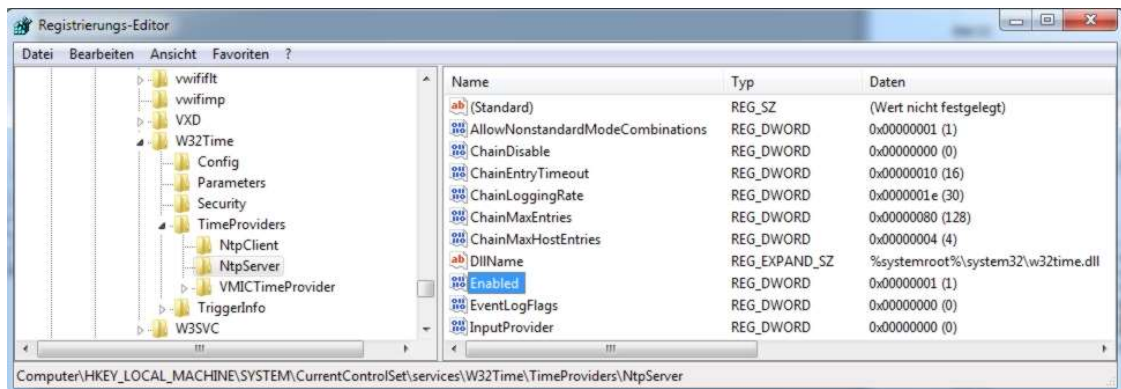 Registrierungs-Editor
Datei Bearbeiten Ansicht Favoriten ?
vwififlt
vwifimp
VXD
W32Time
Config
Parameters
Security
TimeProviders
NtpClient
NtpServer
VMICTimeProvider
TriggerInfo
W3SVC
Name Typ Daten
(Standard) REG_SZ (Wert nicht festgelegt)
AllowNonstandardModeCombinations REG_DWORD 0x00000001 (1)
ChainDisable REG_DWORD 0x00000000 (0)
ChainEntryTimeout REG_DWORD 0x00000010 (16)
ChainLoggingRate REG_DWORD 0x0000001e (30)
ChainMaxEntries REG_DWORD 0x00000080 (128)
ChainMaxHostEntries REG_DWORD 0x00000004 (4)
DllName REG_EXPAND_SZ %systemroot%\system32\w32time.dll
Enabled REG_DWORD 0x00000001 (1)
EventLogFlags REG_DWORD 0x00000000 (0)
InputProvider REG_DWORD 0x00000000 (0)
Computer\HKEY_LOCAL_MACHINE\SYSTEM\CurrentControlSet\services\W32Time\TimeProviders\NtpServer